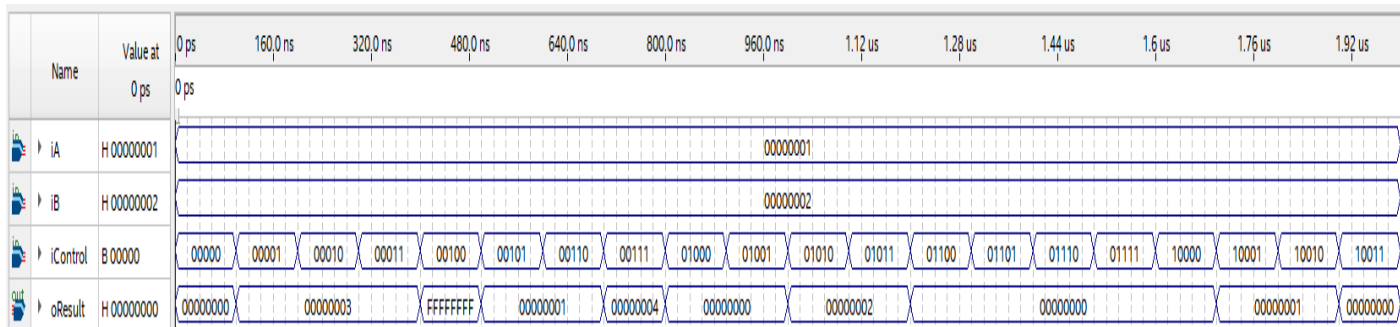 Name Value at 0 ps
0 ps 160.0 ns 320.0 ns 480.0 ns 640.0 ns 800.0 ns 960.0 ns 1.12 us 1.28 us 1.44 us 1.6 us 1.76 us 1.92 us
0 ps
in iA H 00000001 00000001
in iB H 00000002 00000002
in iControl B 00000 00000 00001 00010 00011 00100 00101 00110 00111 01000 01001 01010 01011 01100 01101 01110 01111 10000 10001 10010 10011
out oResult H 00000000 00000000 00000003 FFFFFFFF 00000001 00000004 00000000 00000002 00000000 00000001 00000000